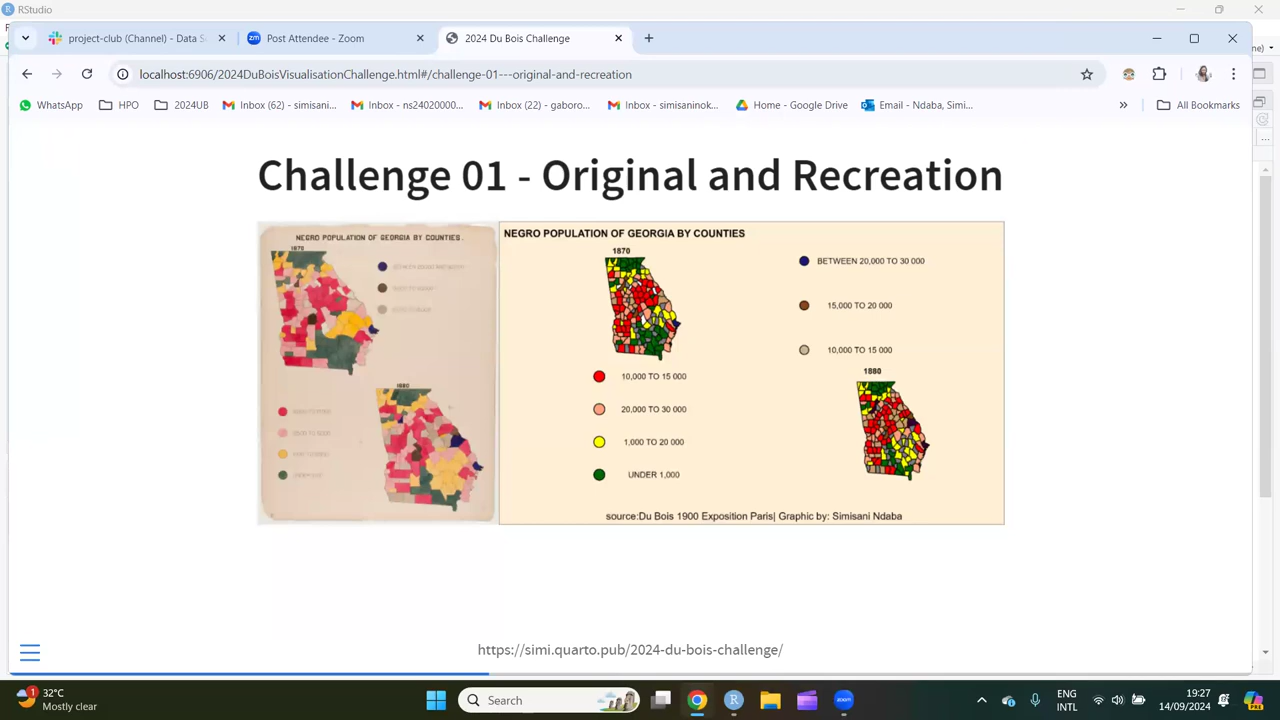 RStudio
project-club (Channel) - Data S
Post Attendee - Zoom
2024 Du Bois Challenge
localhost:6906/2024DuBoisVisualisationChallenge.html#/challenge-01---original-and-recreation
WhatsApp
HPO
2024UB
Inbox (62) - simisani...
Inbox - ns24020000...
Inbox (22) - tjedzoro...
Inbox - simisaninok...
Home - Google Drive
Email - Ndaba, Simi...
»
All Bookmarks
Challenge 01 - Original and Recreation
NEGRO POPULATION OF GEORGIA BY COUNTIES.
1870
1880
NEGRO POPULATION OF GEORGIA BY COUNTIES
1870
BETWEEN 20,000 TO 30 000
15,000 TO 20 000
10,000 TO 15 000
1880
10,000 TO 15 000
20,000 TO 30 000
1,000 TO 20 000
UNDER 1,000
source:Du Bois 1900 Exposition Paris| Graphic by: Simisani Ndaba
https://simi.quarto.pub/2024-du-bois-challenge/
1
32°C
Mostly clear
Search
ENG
INTL
19:27
14/09/2024